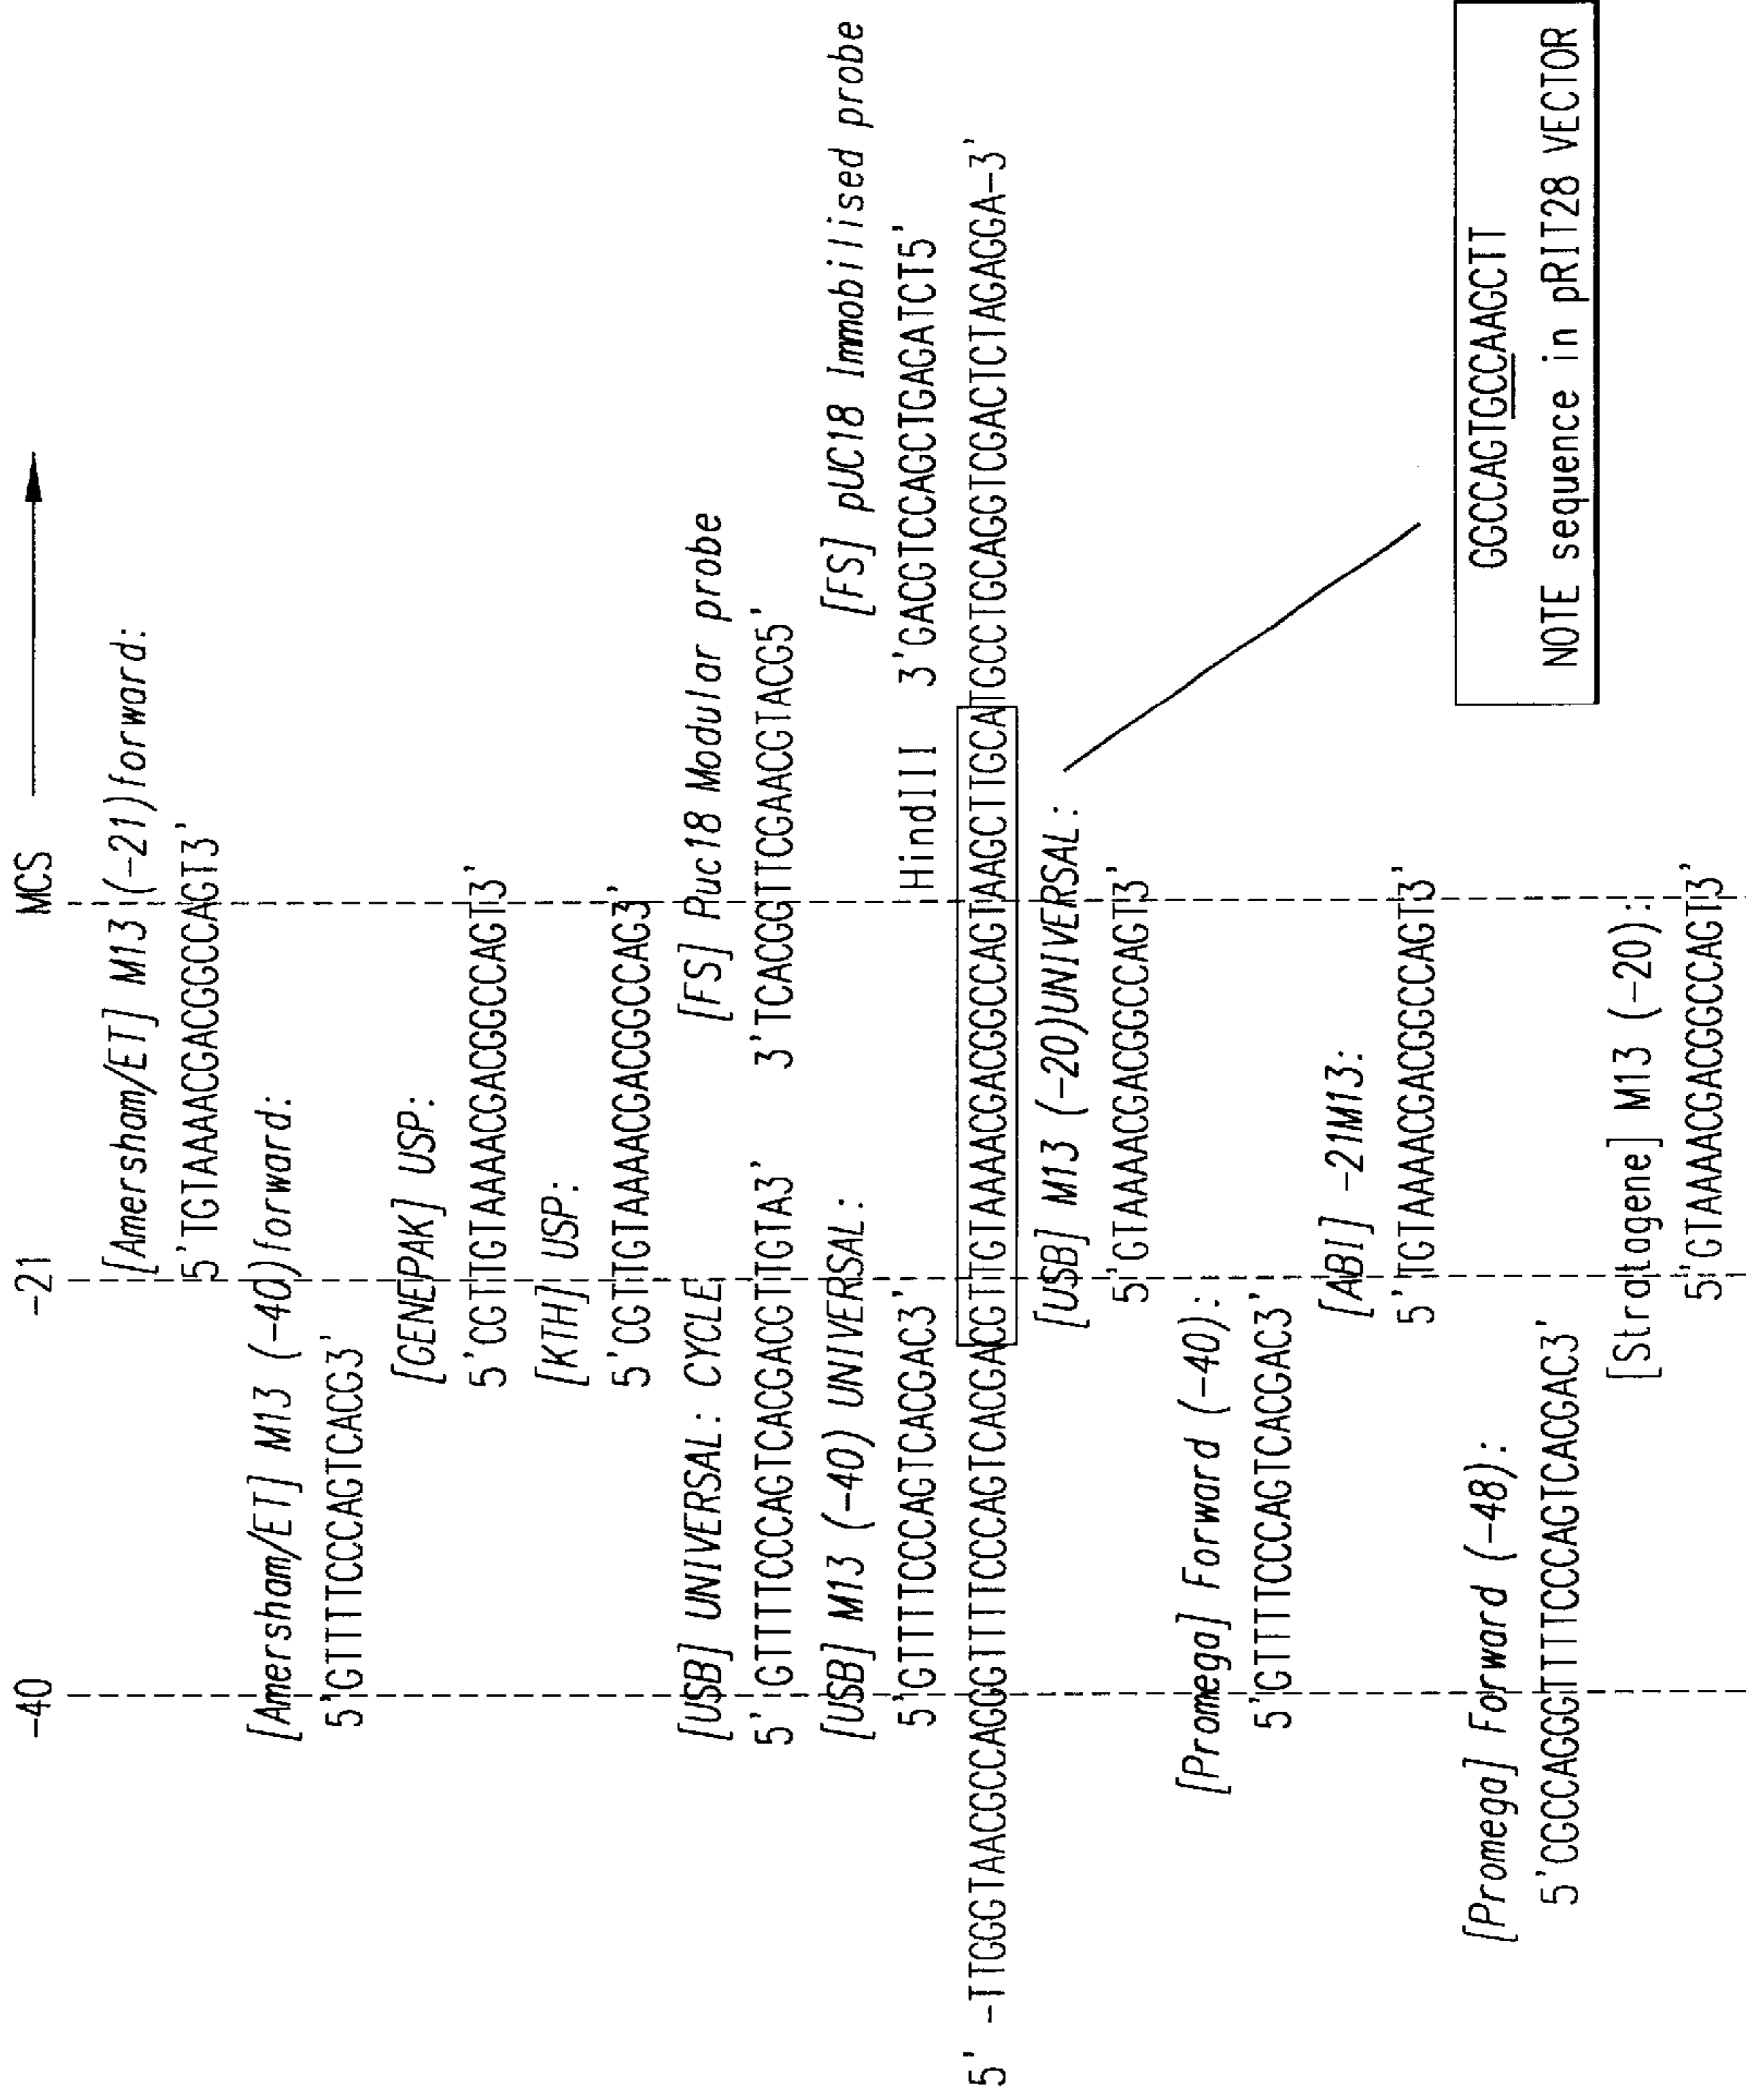 -40 -21 MCS
[Amersham/ET] M13 (-21)forward:
5'TGTAAAACGACGGCCAGT3'
[Amersham/ET] M13 (-40)forward:
5'GTTTTCCCAGTCACG3'
[GENEPAK] USP:
5'CGTTGTAAAACGACGGCCAGT3'
[KTH] USP:
5'CGTTGTAAAACGACGGCCAG3'
[USB] UNIVERSAL: CYCLE [FS] Puc18 Modular probe
5' GTTTTCCCAGTCACGACGTTGTA3' 3'TCACGGTTCGAACGTACG5'
[USB] M13 (-40) UNIVERSAL: [FS] pUC18 Immobilised probe
5'GTTTTCCCAGTCACGAC3' HindIII 3'GACGTCCAGCTGAGATCT5'
5' -TTGGGTAACGCCAGGGTTTTCCCAGTCACGACGTTGTAAAACGACGGCCAGTAAGCTTGCATGCCTGCAGGTCGACTCTAGAGGA-3'
[USB] M13 (-20)UNIVERSAL:
5'GTAAAACGACGGCCAGT3'
[Promega] Forward (-40):
5'GTTTTCCCAGTCACGAC3'
[ABI] -21M13:
5'TGTAAAACGACGGCCAGT3'
[Promega] Forward (-48):
5'CGCCAGGGTTTTCCCAGTCACGAC3'
[Stratagene] M13 (-20):
5'GTAAAACGACGGCCAGT3'
GGCCAGTGCCAAGCTT
NOTE sequence in pRIT28 VECTOR